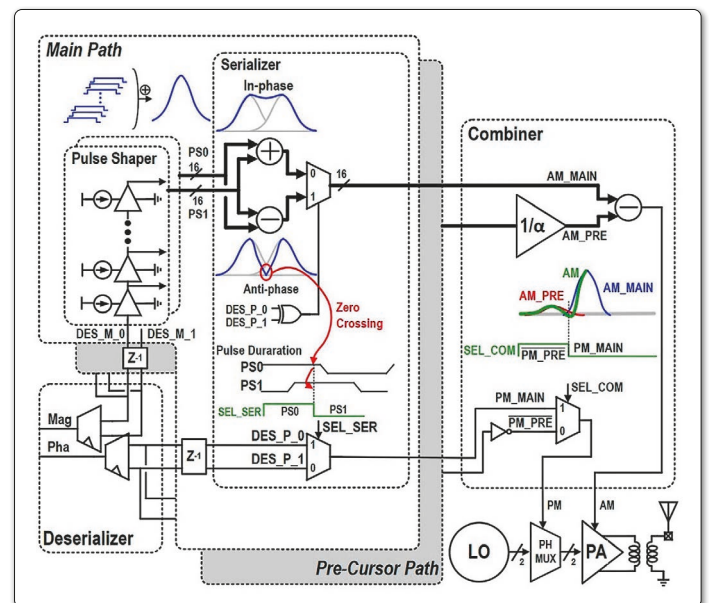 Main Path
Serializer
In-phase
Combiner
Pulse Shaper
PS0
16
16
PS1
0
1
16
AM_MAIN
1/α
AM_PRE
Anti-phase
DES_P_0
DES_P_1
Zero
Crossing
AM
AM_PRE
AM_MAIN
DES_M_0
DES_M_1
Z-1
Pulse Duraration
PS0
PS1
SEL_COM
PM_PRE
PM_MAIN
SEL_SER
PS0
PS1
SEL_SER
SEL_COM
PM_MAIN
1
PM_PRE
0
Mag
Pha
Z-1
DES_P_0
1
DES_P_1
0
Deserializer
Pre-Cursor Path
PM
AM
LO
2
PH
MUX
2
PA